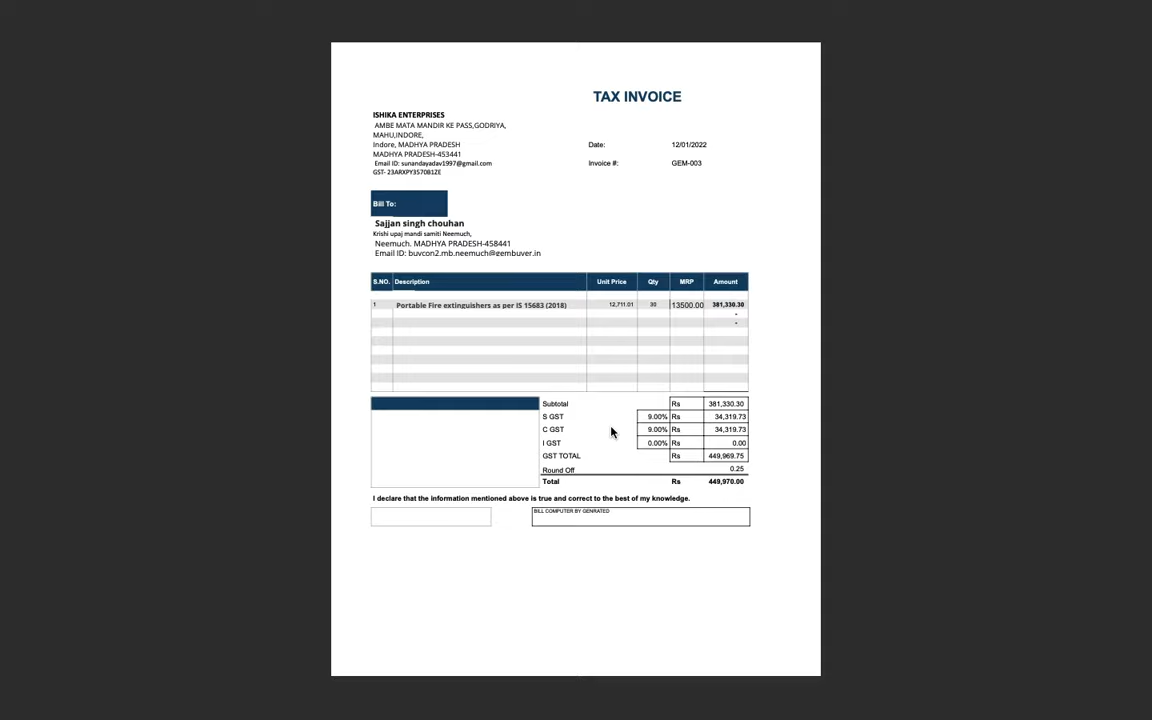 TAX INVOICE
ISHIKA ENTERPRISES
AMBE MATA MANDIR KE PASS,GODRIYA,
MAHU,INDORE,
Indore, MADHYA PRADESH
MADHYA PRADESH-453441
Email ID: sunandayadav1997@gmail.com
GST- 23ARXPY3570B1ZE
Date: 12/01/2022
Invoice #: GEM-003
Bill To:
Sajjan singh chouhan
Krishi upaj mandi samiti Neemuch,
Neemuch. MADHYA PRADESH-458441
Email ID: buycon2.mb.neemuch@gembuyer.in
S.NO. Description Unit Price Qty MRP Amount
1 Portable Fire extinguishers as per IS 15683 (2018) 12,711.01 30 13500.00 381,330.30
-
-
Subtotal Rs 381,330.30
S GST 9.00% Rs 34,319.73
C GST 9.00% Rs 34,319.73
I GST 0.00% Rs 0.00
GST TOTAL Rs 449,969.75
Round Off 0.25
Total Rs 449,970.00
I declare that the information mentioned above is true and correct to the best of my knowledge.
BILL COMPUTER BY GENRATED